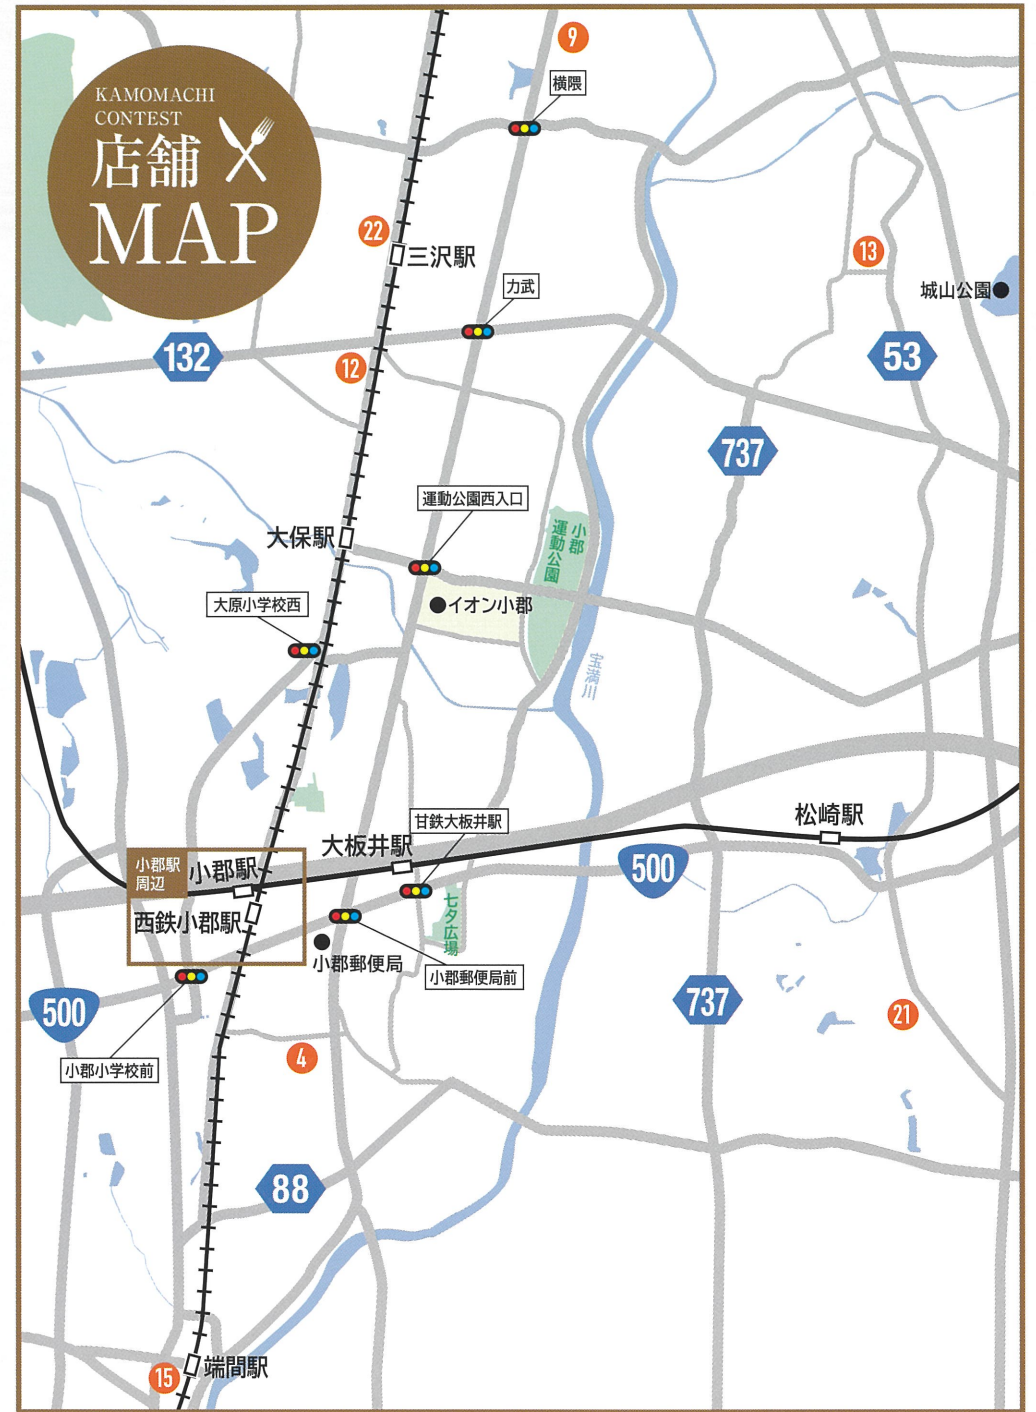 KAMOMACHI
CONTEST
店舗
MAP
9
横隈
22
三沢駅
13
力武
城山公園
132
12
53
737
運動公園西入口
大保駅
小郡
運動公園
大原小学校西
イオン小郡
宝満川
甘鉄大板井駅
松崎駅
大板井駅
小郡駅
周辺
小郡駅
500
西鉄小郡駅
七夕広場
小郡郵便局
小郡郵便局前
500
737
21
4
小郡小学校前
88
端間駅
15